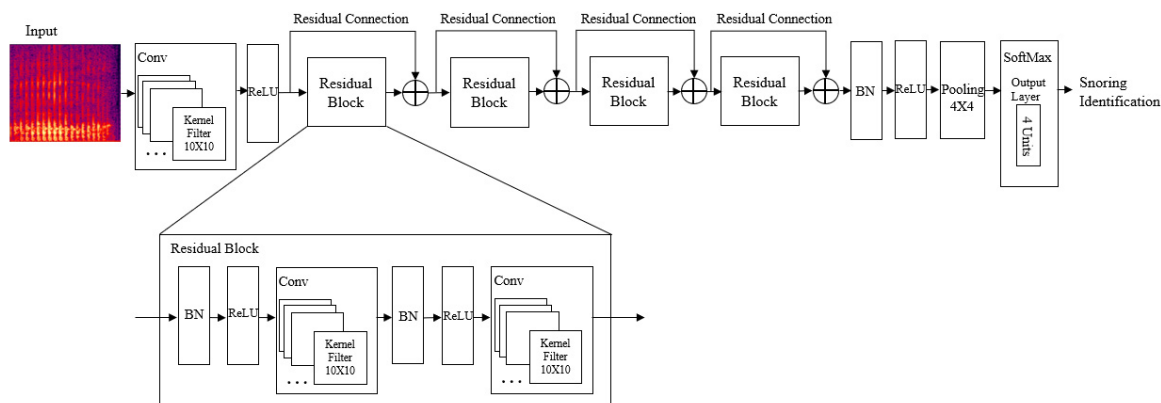 Input
Conv
Kernel
Filter
10X10
...
ReLU
Residual Connection
Residual
Block
Residual Connection
Residual
Block
Residual Connection
Residual
Block
Residual Connection
Residual
Block
BN
ReLU
Pooling
4X4
SoftMax
Output
Layer
4 Units
Snoring
Identification
Residual Block
BN
ReLU
Conv
Kernel
Filter
10X10
...
BN
ReLU
Conv
Kernel
Filter
10X10
...